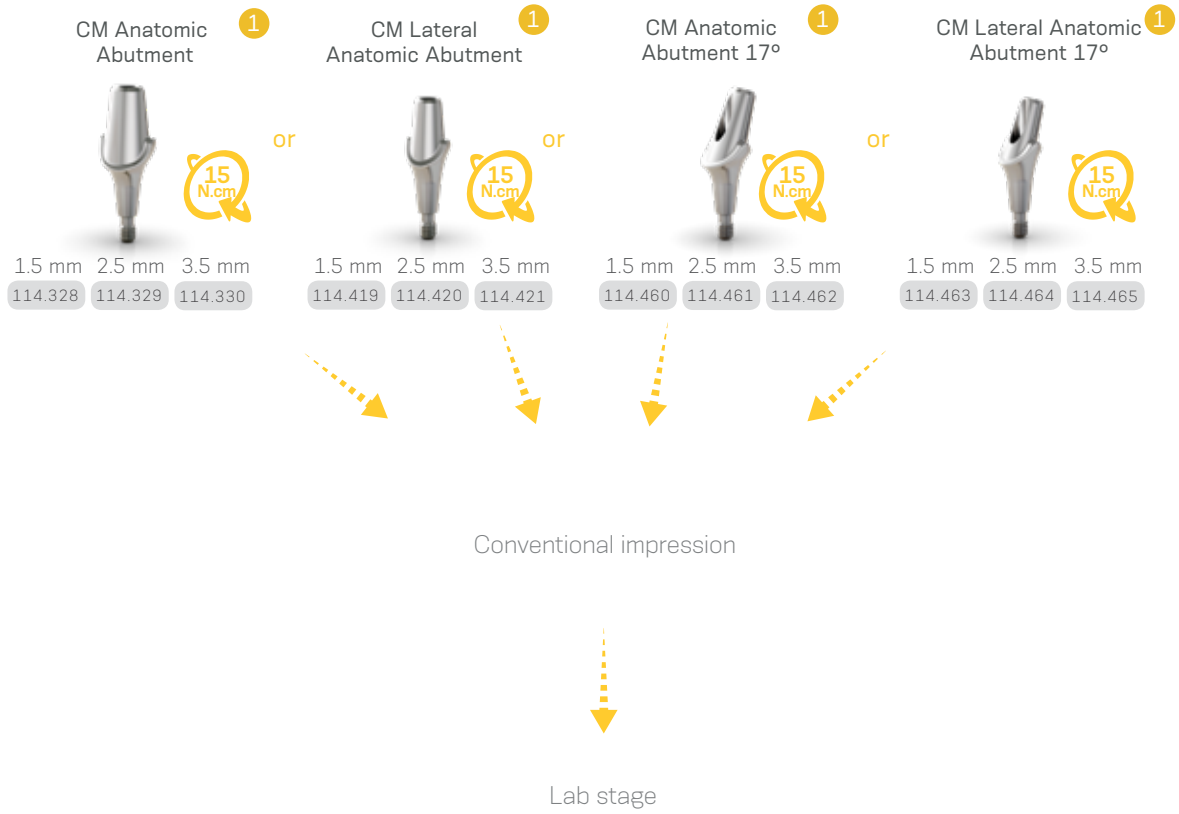 CM Anatomic
Abutment
1
CM Lateral
Anatomic Abutment
1
CM Anatomic
Abutment 17º
1
CM Lateral Anatomic
Abutment 17º
1
15
N.cm
or
15
N.cm
or
15
N.cm
or
15
N.cm
1.5 mm 2.5 mm 3.5 mm
114.328 114.329 114.330
1.5 mm 2.5 mm 3.5 mm
114.419 114.420 114.421
1.5 mm 2.5 mm 3.5 mm
114.460 114.461 114.462
1.5 mm 2.5 mm 3.5 mm
114.463 114.464 114.465
Conventional impression
Lab stage